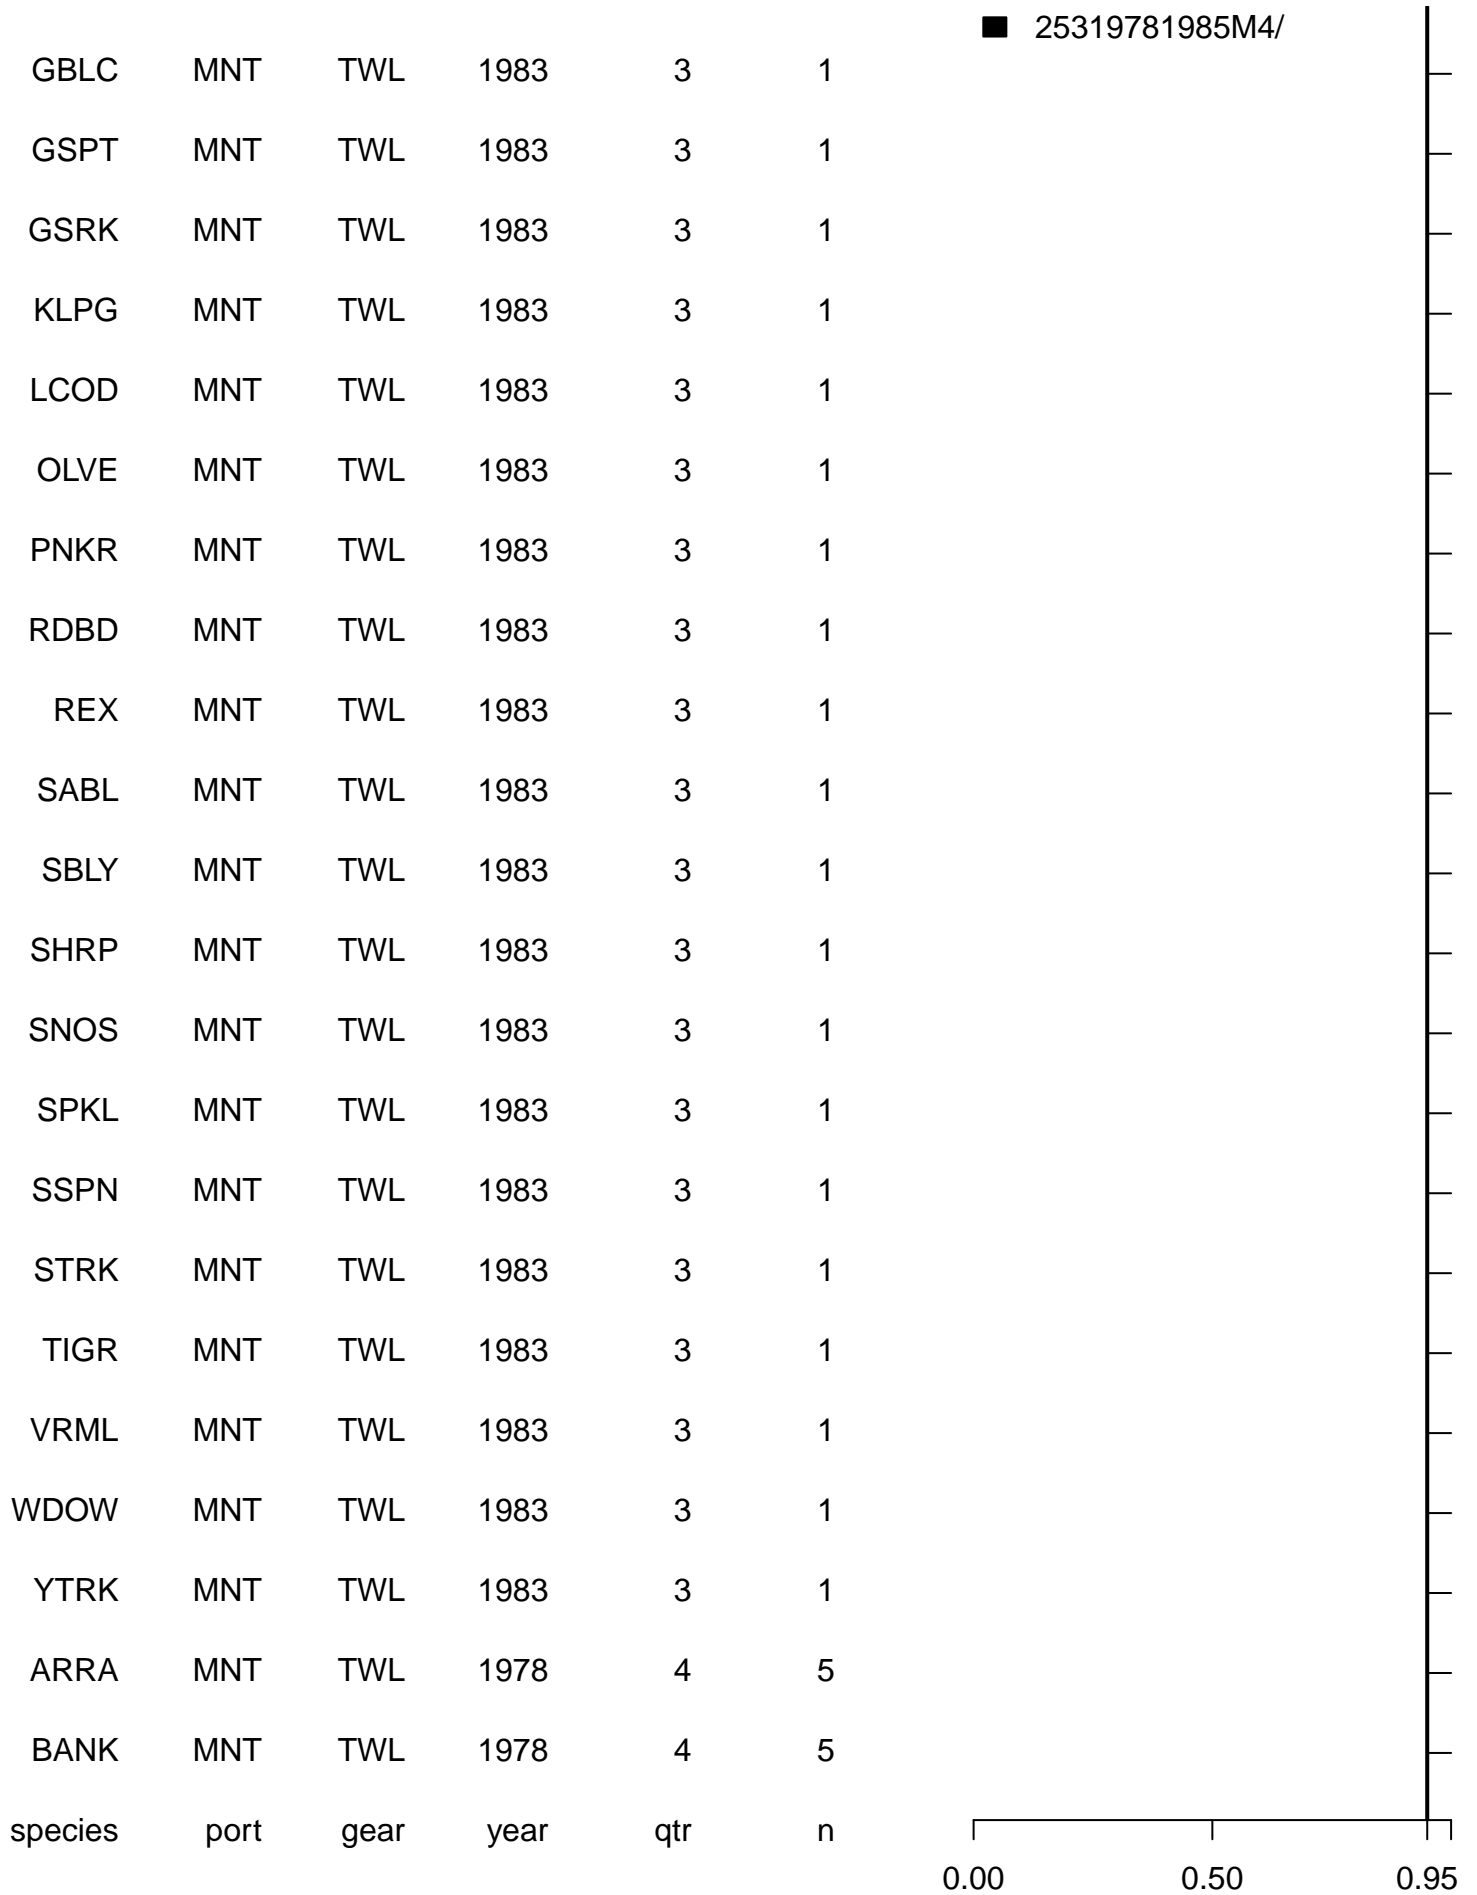 25319781985M4/
GBLC MNT TWL 1983 3 1
GSPT MNT TWL 1983 3 1
GSRK MNT TWL 1983 3 1
KLPG MNT TWL 1983 3 1
LCOD MNT TWL 1983 3 1
OLVE MNT TWL 1983 3 1
PNKR MNT TWL 1983 3 1
RDBD MNT TWL 1983 3 1
REX MNT TWL 1983 3 1
SABL MNT TWL 1983 3 1
SBLY MNT TWL 1983 3 1
SHRP MNT TWL 1983 3 1
SNOS MNT TWL 1983 3 1
SPKL MNT TWL 1983 3 1
SSPN MNT TWL 1983 3 1
STRK MNT TWL 1983 3 1
TIGR MNT TWL 1983 3 1
VRML MNT TWL 1983 3 1
WDOW MNT TWL 1983 3 1
YTRK MNT TWL 1983 3 1
ARRA MNT TWL 1978 4 5
BANK MNT TWL 1978 4 5
species port gear year qtr n
0.00 0.50 0.95